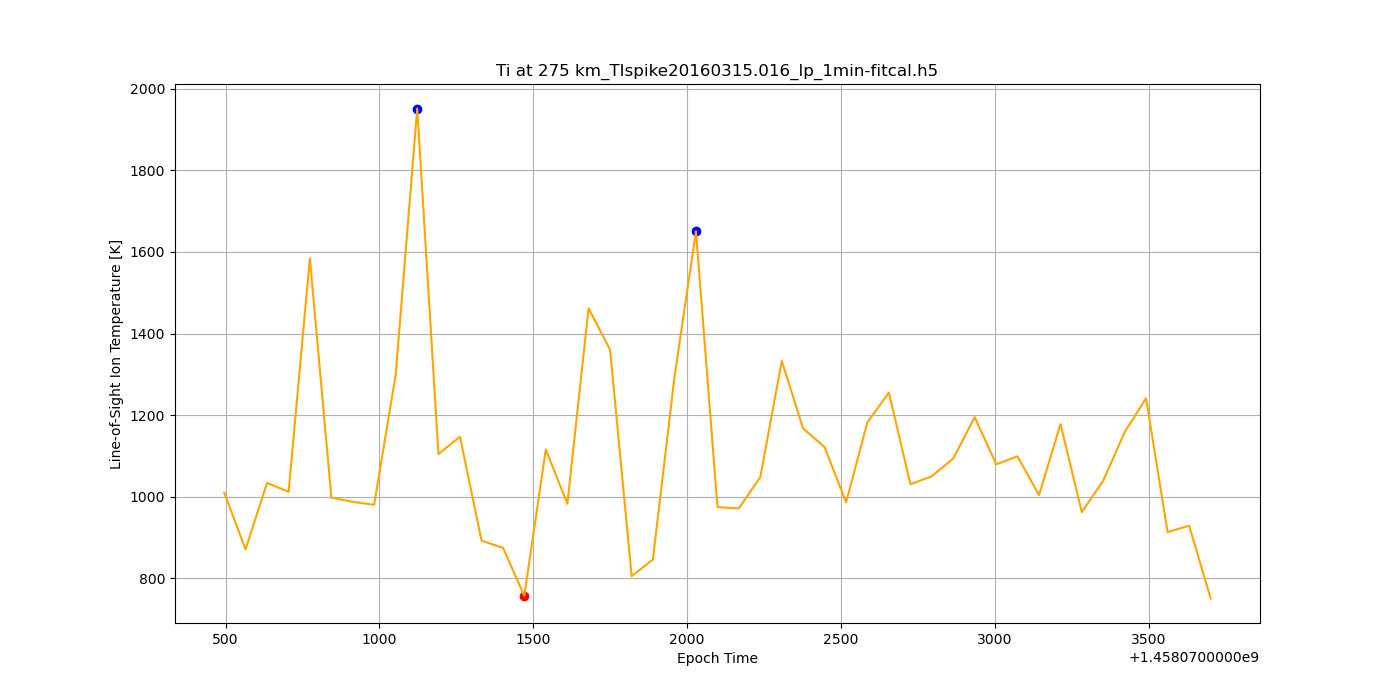 Ti at 275 km_TIspike20160315.016_lp_1min-fitcal.h5
2000
1800
1600
1400
1200
1000
800
Line-of-Sight Ion Temperature [K]
500 1000 1500 2000 2500 3000 3500
Epoch Time
+1.4580700000e9